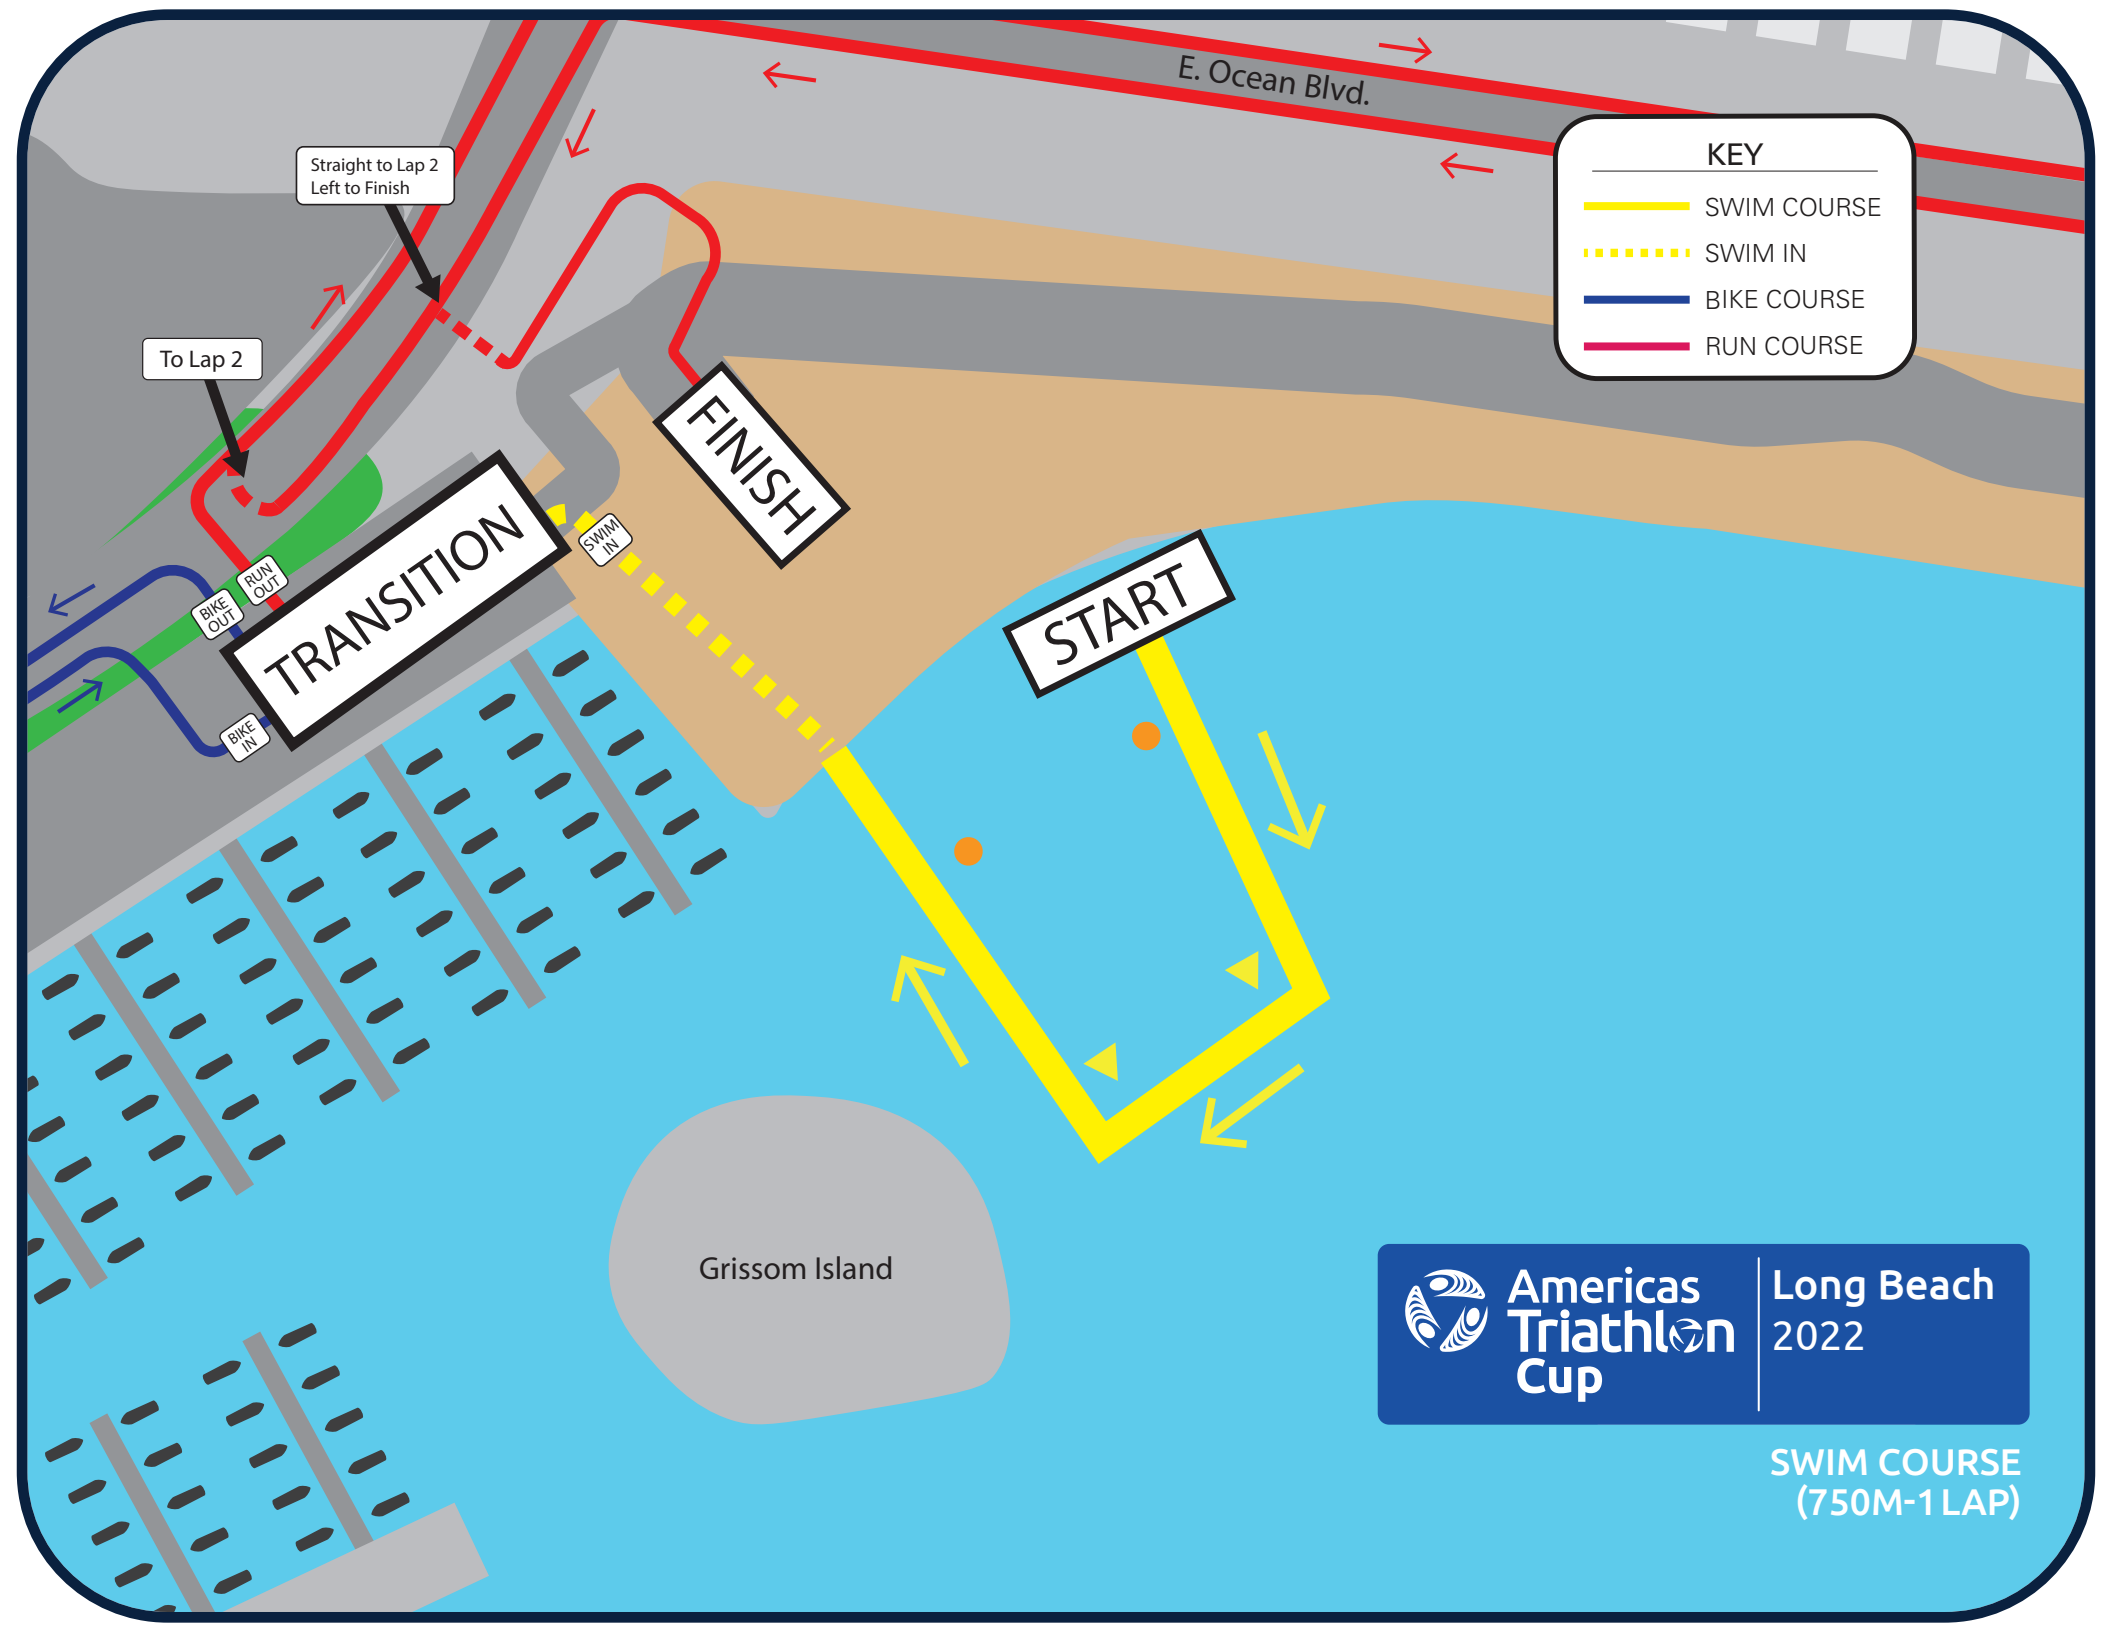 E. Ocean Blvd.
KEY
SWIM COURSE
SWIM IN
BIKE COURSE
RUN COURSE
Straight to Lap 2
Left to Finish
To Lap 2
FINISH
TRANSITION
SWIM
IN
RUN
OUT
BIKE
OUT
BIKE
IN
START
Grissom Island
Americas
Triathlon
Cup
Long Beach
2022
SWIM COURSE
(750M-1 LAP)